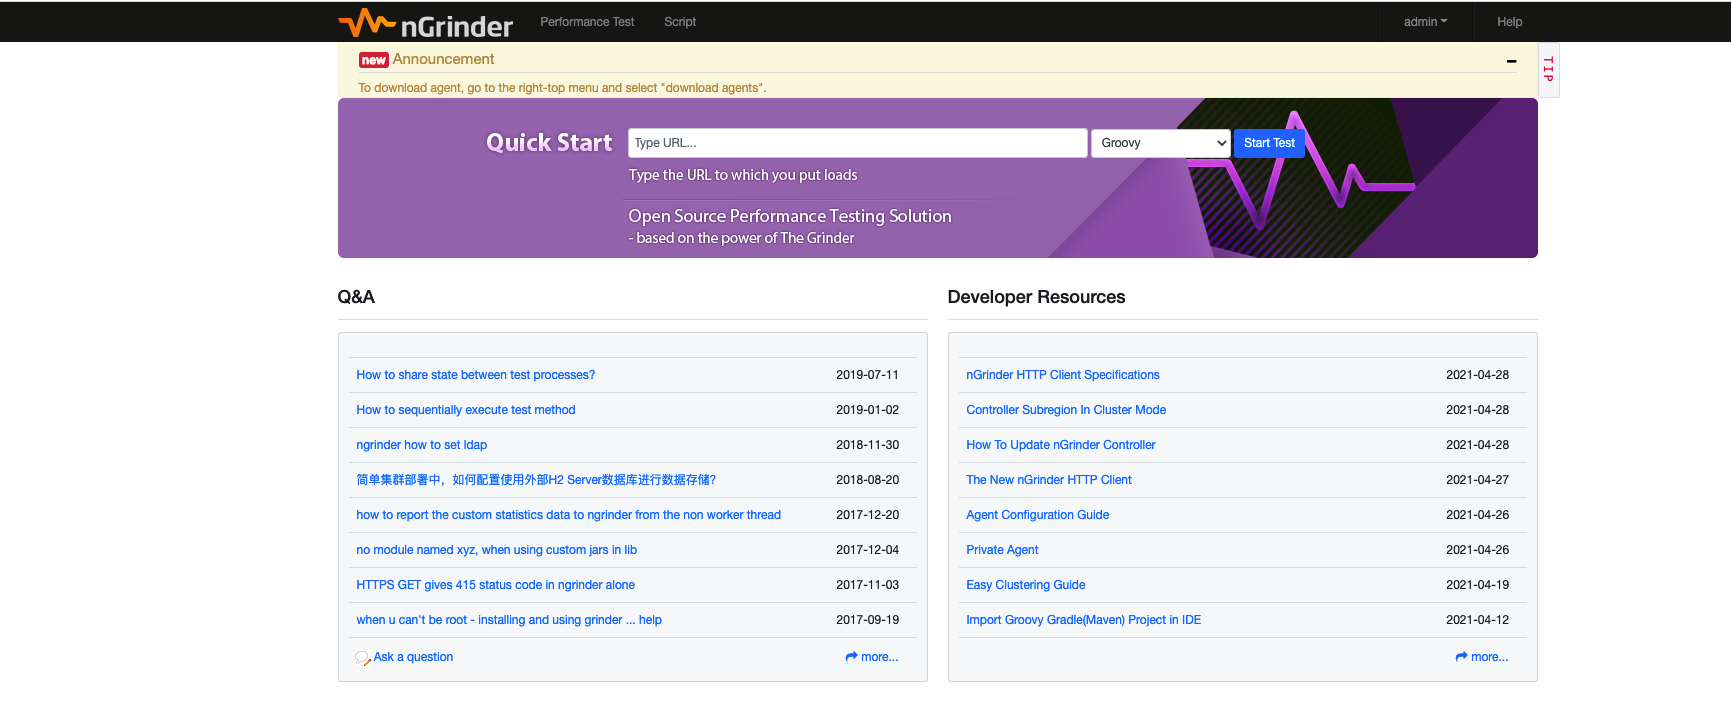 nGrinder Performance Test Script admin Help
new Announcement
TIP
To download agent, go to the right-top menu and select "download agents".
Quick Start Type URL... Groovy Start Test
Type the URL to which you put loads
Open Source Performance Testing Solution
- based on the power of The Grinder
Q&A
How to share state between test processes? 2019-07-11
How to sequentially execute test method 2019-01-02
ngrinder how to set ldap 2018-11-30
简单集群部署中，如何配置使用外部H2 Server数据库进行数据存储? 2018-08-20
how to report the custom statistics data to ngrinder from the non worker thread 2017-12-20
no module named xyz, when using custom jars in lib 2017-12-04
HTTPS GET gives 415 status code in ngrinder alone 2017-11-03
when u can't be root - installing and using grinder ... help 2017-09-19
Ask a question more...
Developer Resources
nGrinder HTTP Client Specifications 2021-04-28
Controller Subregion In Cluster Mode 2021-04-28
How To Update nGrinder Controller 2021-04-28
The New nGrinder HTTP Client 2021-04-27
Agent Configuration Guide 2021-04-26
Private Agent 2021-04-26
Easy Clustering Guide 2021-04-19
Import Groovy Gradle(Maven) Project in IDE 2021-04-12
more...